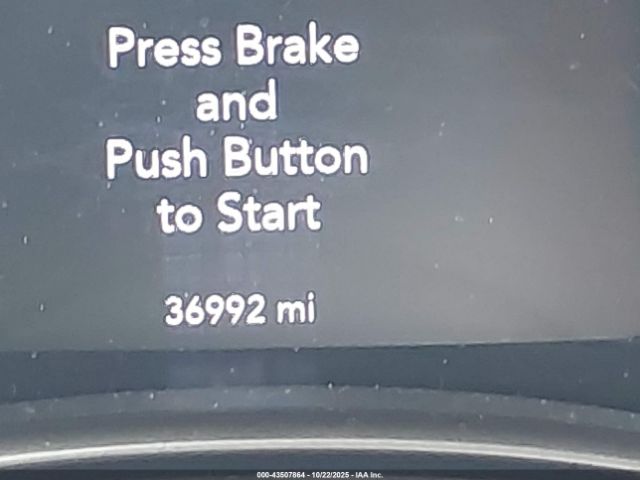 Press Brake
and
Push Button
to Start
36992 mi
000-43507864 - 10/22/2025 - IAA Inc.